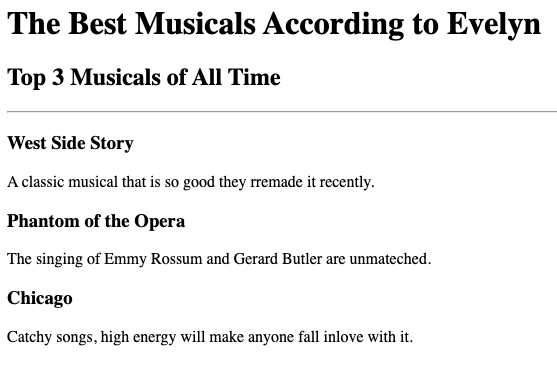 The Best Musicals According to Evelyn
Top 3 Musicals of All Time
West Side Story
A classic musical that is so good they rremade it recently.
Phantom of the Opera
The singing of Emmy Rossum and Gerard Butler are unmateched.
Chicago
Catchy songs, high energy will make anyone fall inlove with it.